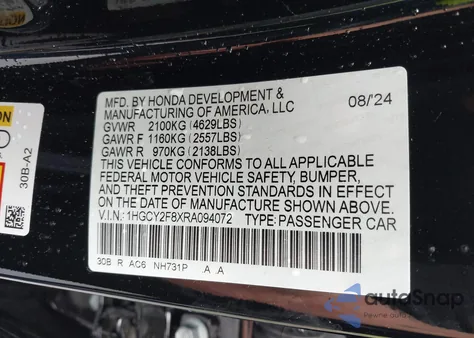 MFD. BY HONDA DEVELOPMENT &
MANUFACTURING OF AMERICA, LLC 08/24
GVWR 2100KG (4629LBS)
GAWR F 1160KG (2557LBS)
GAWR R 970KG (2138LBS)
THIS VEHICLE CONFORMS TO ALL APPLICABLE
FEDERAL MOTOR VEHICLE SAFETY, BUMPER,
AND THEFT PREVENTION STANDARDS IN EFFECT
ON THE DATE OF MANUFACTURE SHOWN ABOVE.
V.I.N.: 1HGCY2F8XRA094072 TYPE: PASSENGER CAR
30B R AC6 NH731P A A
30B-A2
autoSnap